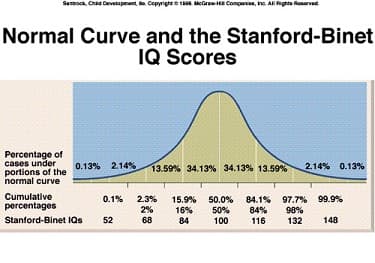 Santrock, Child Development, 8e. Copyright © 1998. McGraw-Hill Companies, Inc. All Rights Reserved
Normal Curve and the Stanford-Binet
IQ Scores
Percentage of
cases under
portions of the
normal curve
0.13% 2.14% 13.59% 34.13% 34.13% 13.59% 2.14% 0.13%
Cumulative
percentages
0.1% 2.3% 15.9% 50.0% 84.1% 97.7% 99.9%
2% 16% 50% 84% 98%
Stanford-Binet IQs 52 68 84 100 116 132 148